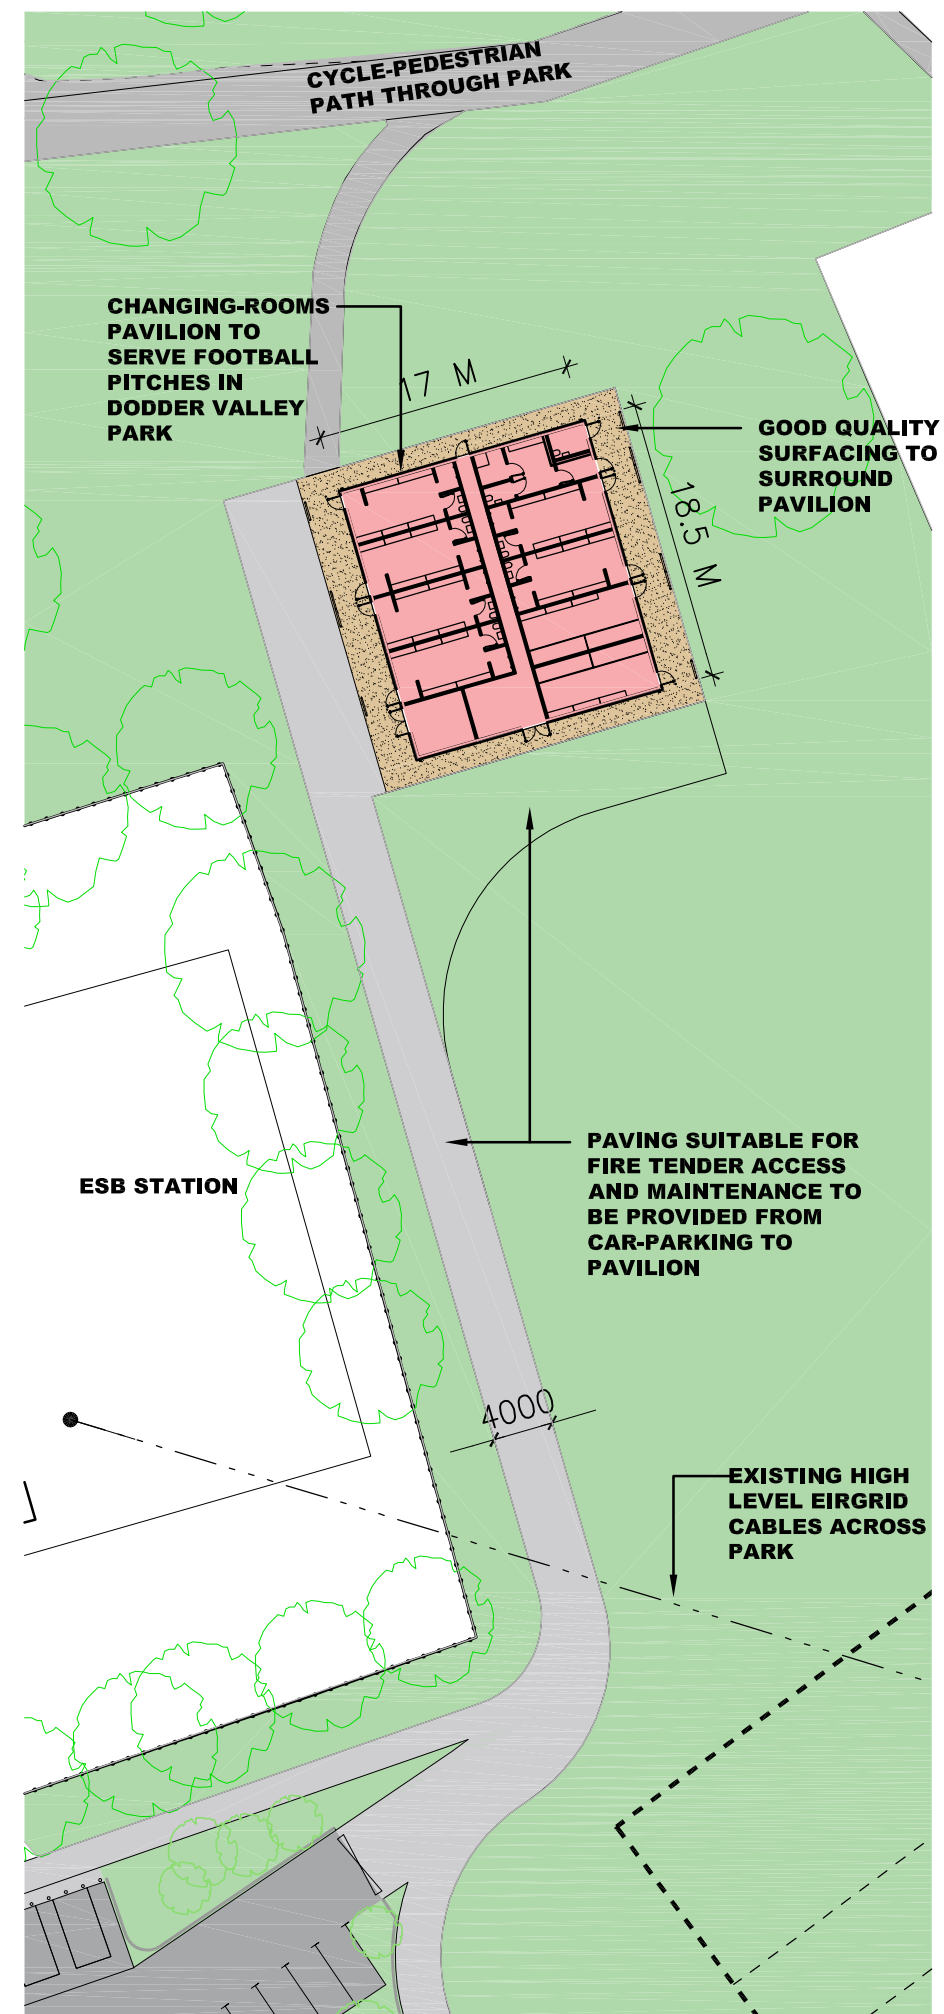 CYCLE-PEDESTRIAN
PATH THROUGH PARK
CHANGING-ROOMS
PAVILION TO
SERVE FOOTBALL
PITCHES IN
DODDER VALLEY
PARK
17 M
GOOD QUALITY
SURFACING TO
SURROUND
PAVILION
18.5 M
PAVING SUITABLE FOR
FIRE TENDER ACCESS
AND MAINTENANCE TO
BE PROVIDED FROM
CAR-PARKING TO
PAVILION
ESB STATION
4000
EXISTING HIGH
LEVEL EIRGRID
CABLES ACROSS
PARK